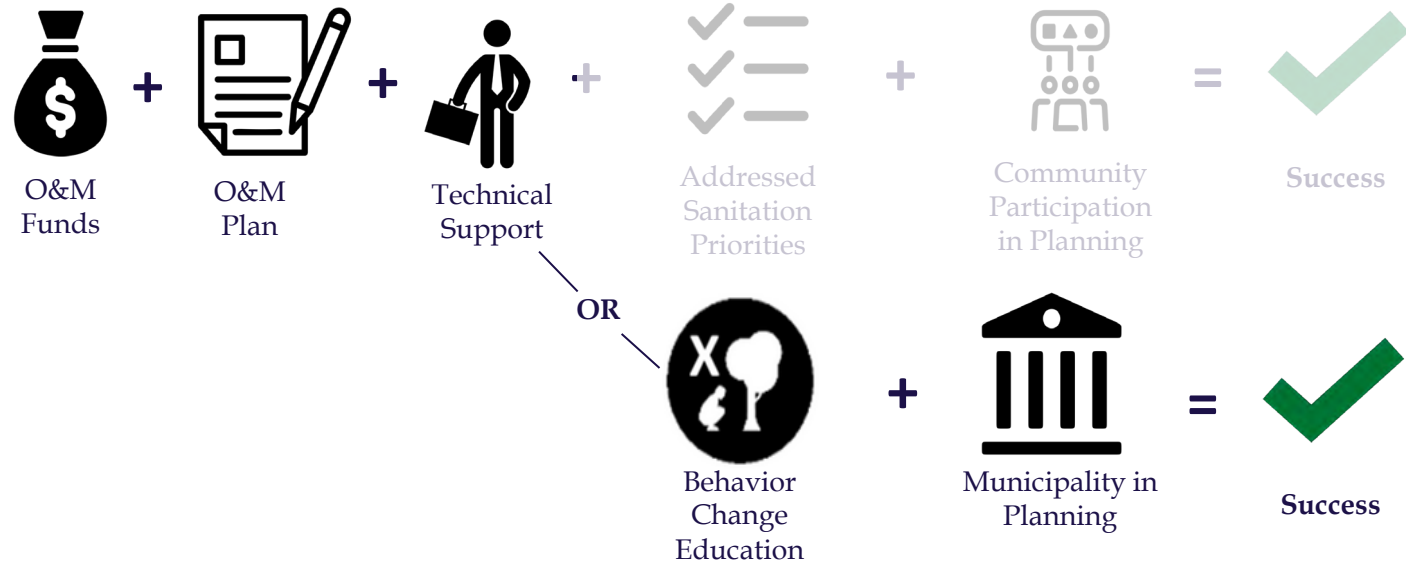 $
+
+
+
+
=
O&M
Funds
O&M
Plan
Technical
Support
Addressed
Sanitation
Priorities
Community
Participation
in Planning
Success
OR
X
+
=
Behavior
Change
Education
Municipality in
Planning
Success